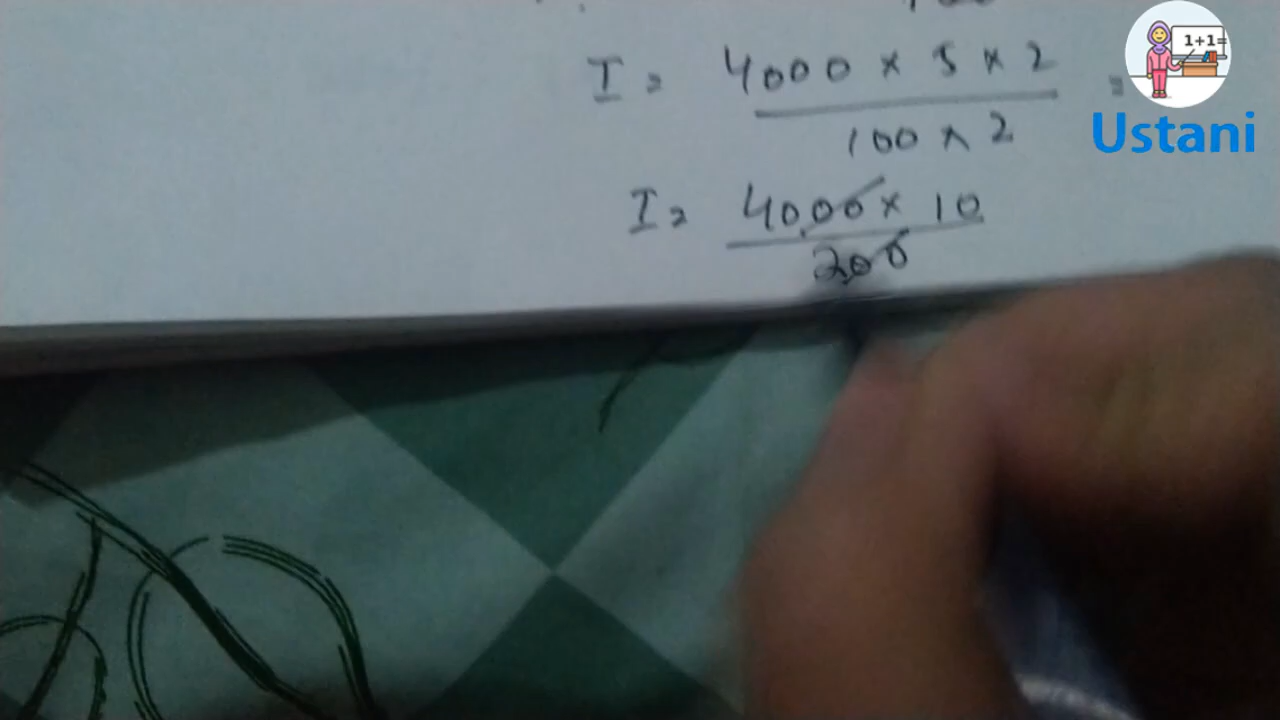 1+1=
I = 4000 × 5 × 2 =
100 × 2
Ustani
I = 4000 × 10
200